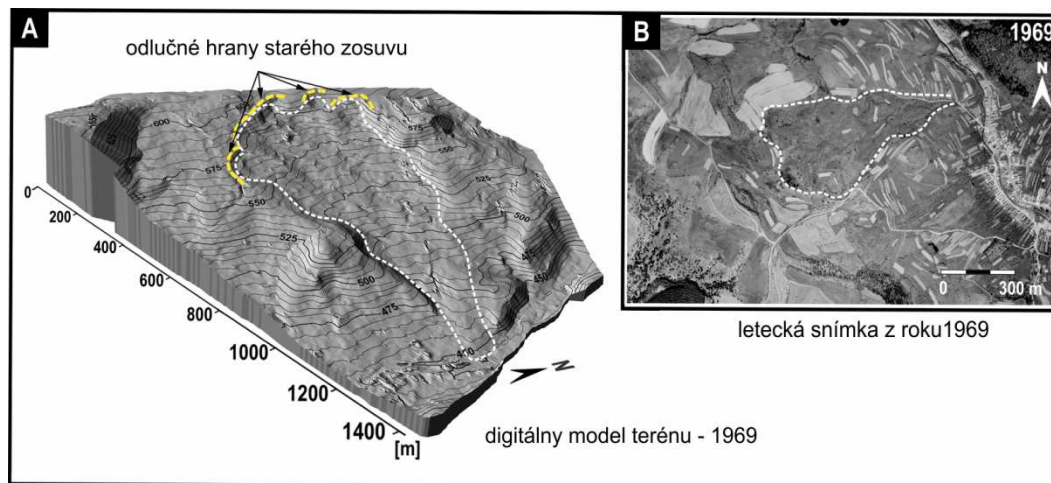 A
odlučné hrany starého zosuvu
600
575
575
550
550
525
525
500
500
475
450
0
200
400
600
800
1000
1200
1400
[m]
N
digitálny model terénu - 1969
B
1969
N
0 300 m
letecká snímka z roku1969